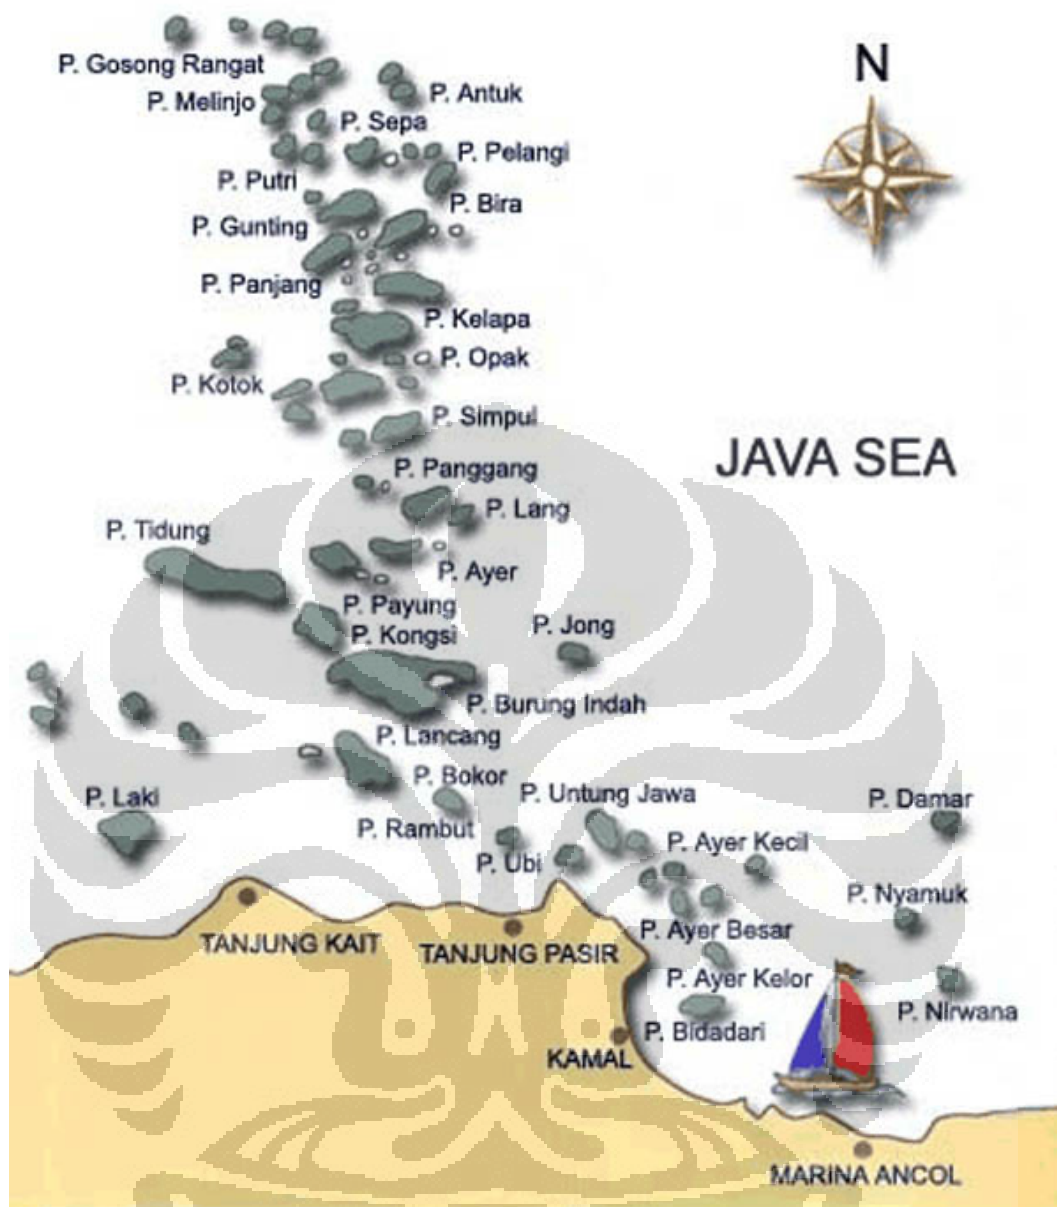 N
P. Gosong Rangat
P. Melinjo
P. Antuk
P. Sepa
P. Pelangi
P. Putri
P. Bira
P. Gunting
P. Panjang
P. Kelapa
P. Opak
P. Kotok
P. Simpul
JAVA SEA
P. Panggang
P. Lang
P. Tidung
P. Ayer
P. Payung
P. Kongsi
P. Jong
P. Burung Indah
P. Lancang
P. Bokor
P. Untung Jawa
P. Laki
P. Damar
P. Rambut
P. Ayer Kecil
P. Ubi
P. Nyamuk
P. Ayer Besar
TANJUNG KAIT
TANJUNG PASIR
P. Ayer Kelor
P. Nirwana
P. Bidadari
KAMAL
MARINA ANCOL